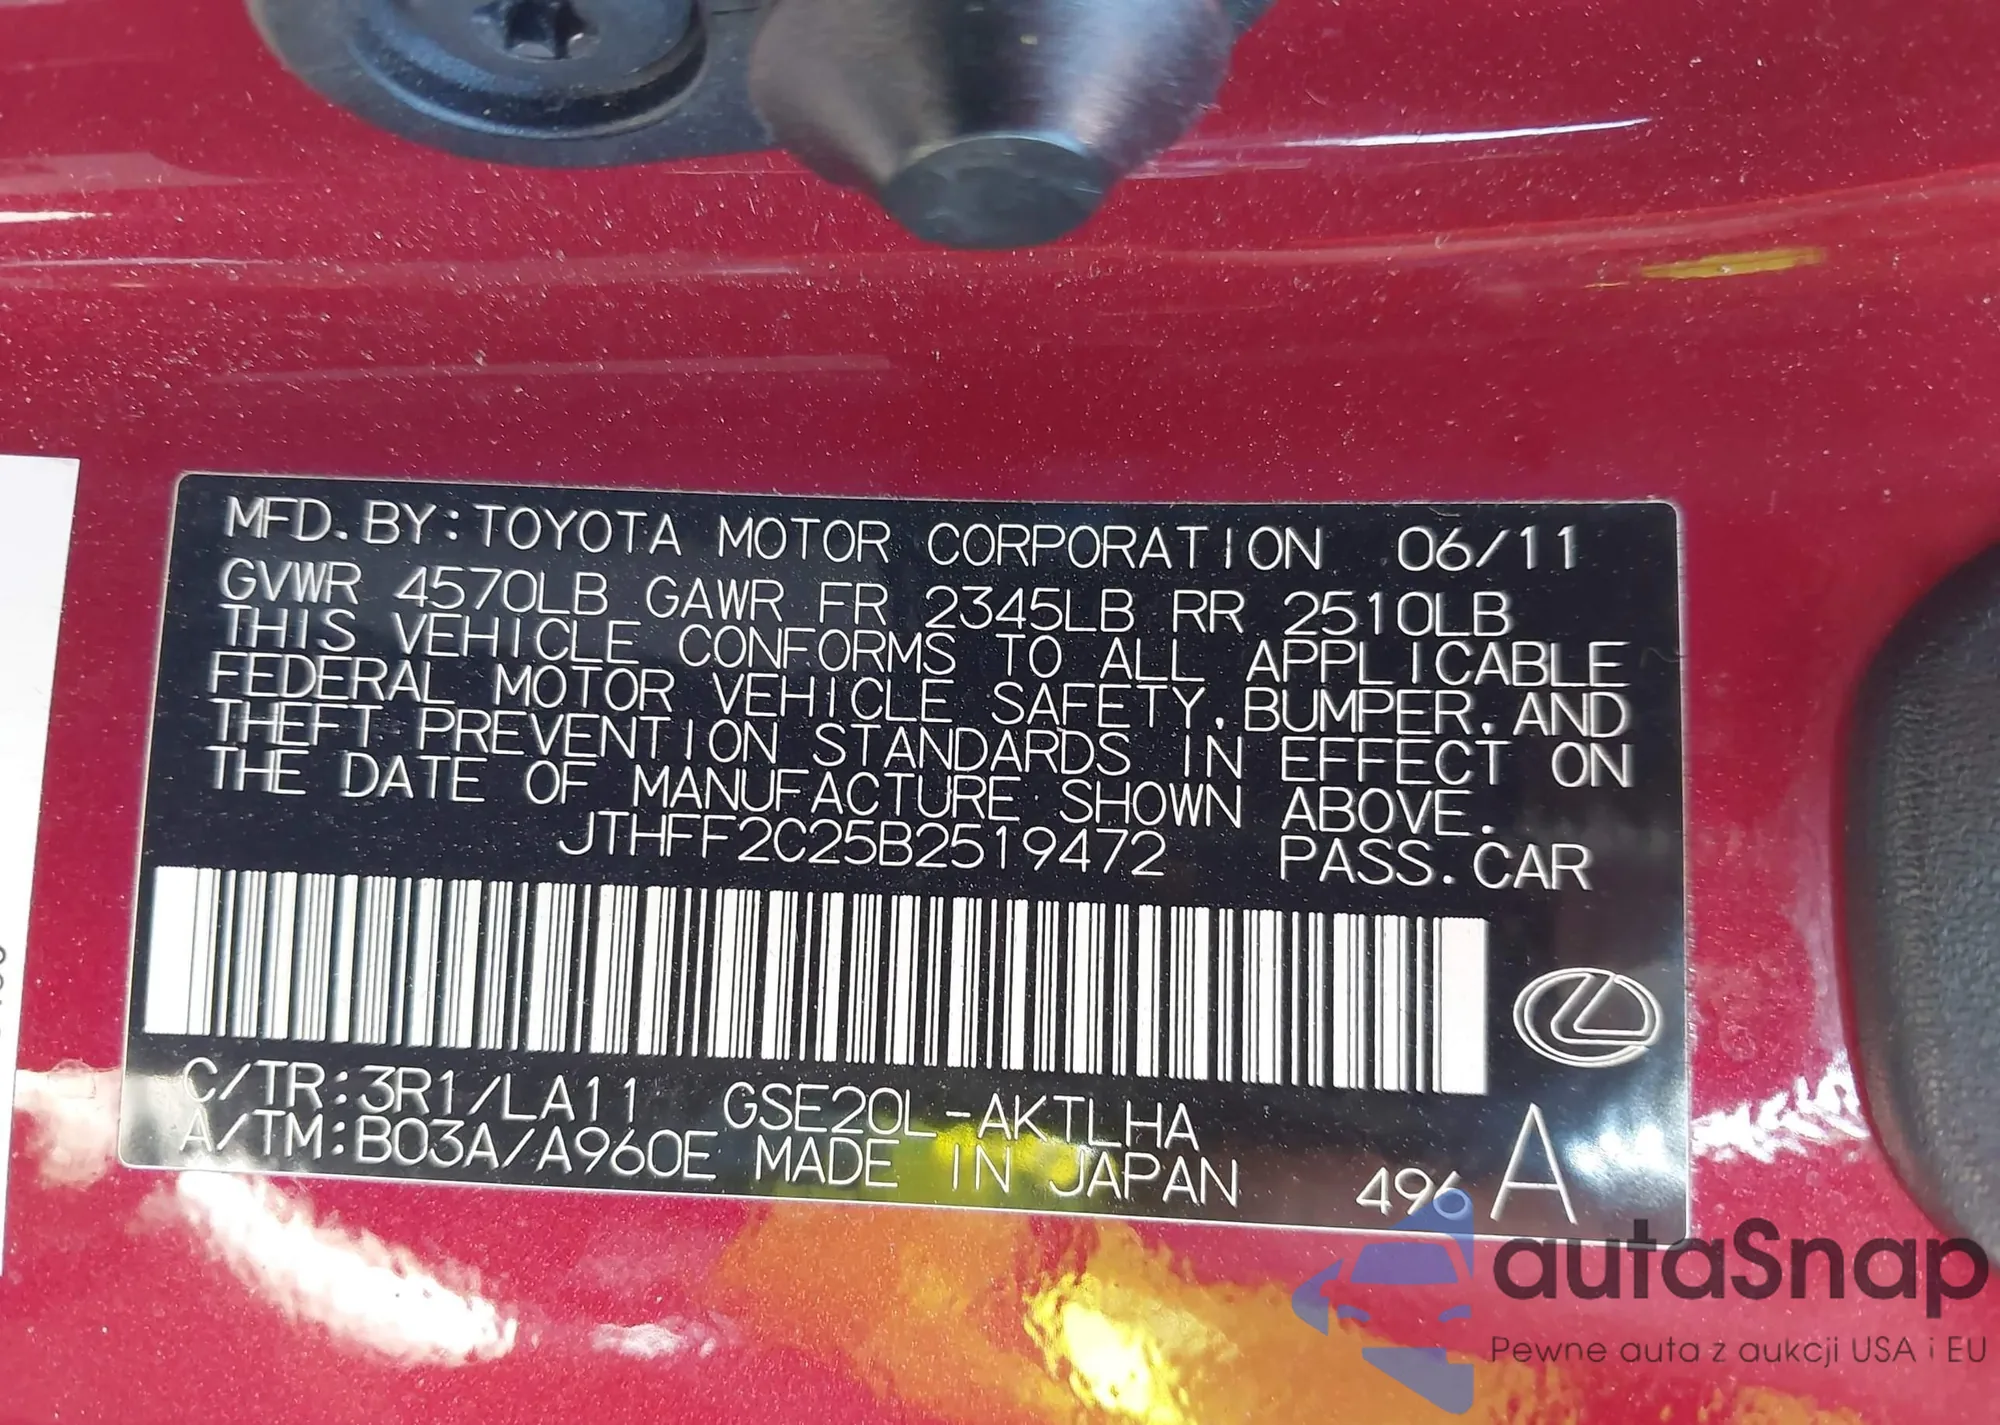 MFD. BY: TOYOTA MOTOR CORPORATION 06/11
GVWR 4570LB GAWR FR 2345LB RR 2510LB
THIS VEHICLE CONFORMS TO ALL APPLICABLE
FEDERAL MOTOR VEHICLE SAFETY, BUMPER, AND
THEFT PREVENTION STANDARDS IN EFFECT ON
THE DATE OF MANUFACTURE SHOWN ABOVE.
JTHFF2C25B2519472 PASS. CAR
C/TR: 3R1/LA11 GSE20L-AKTLHA
A/TM: B03A/A960E MADE IN JAPAN 496 A
autaSnap
Pewne auta z aukcji USA i EU